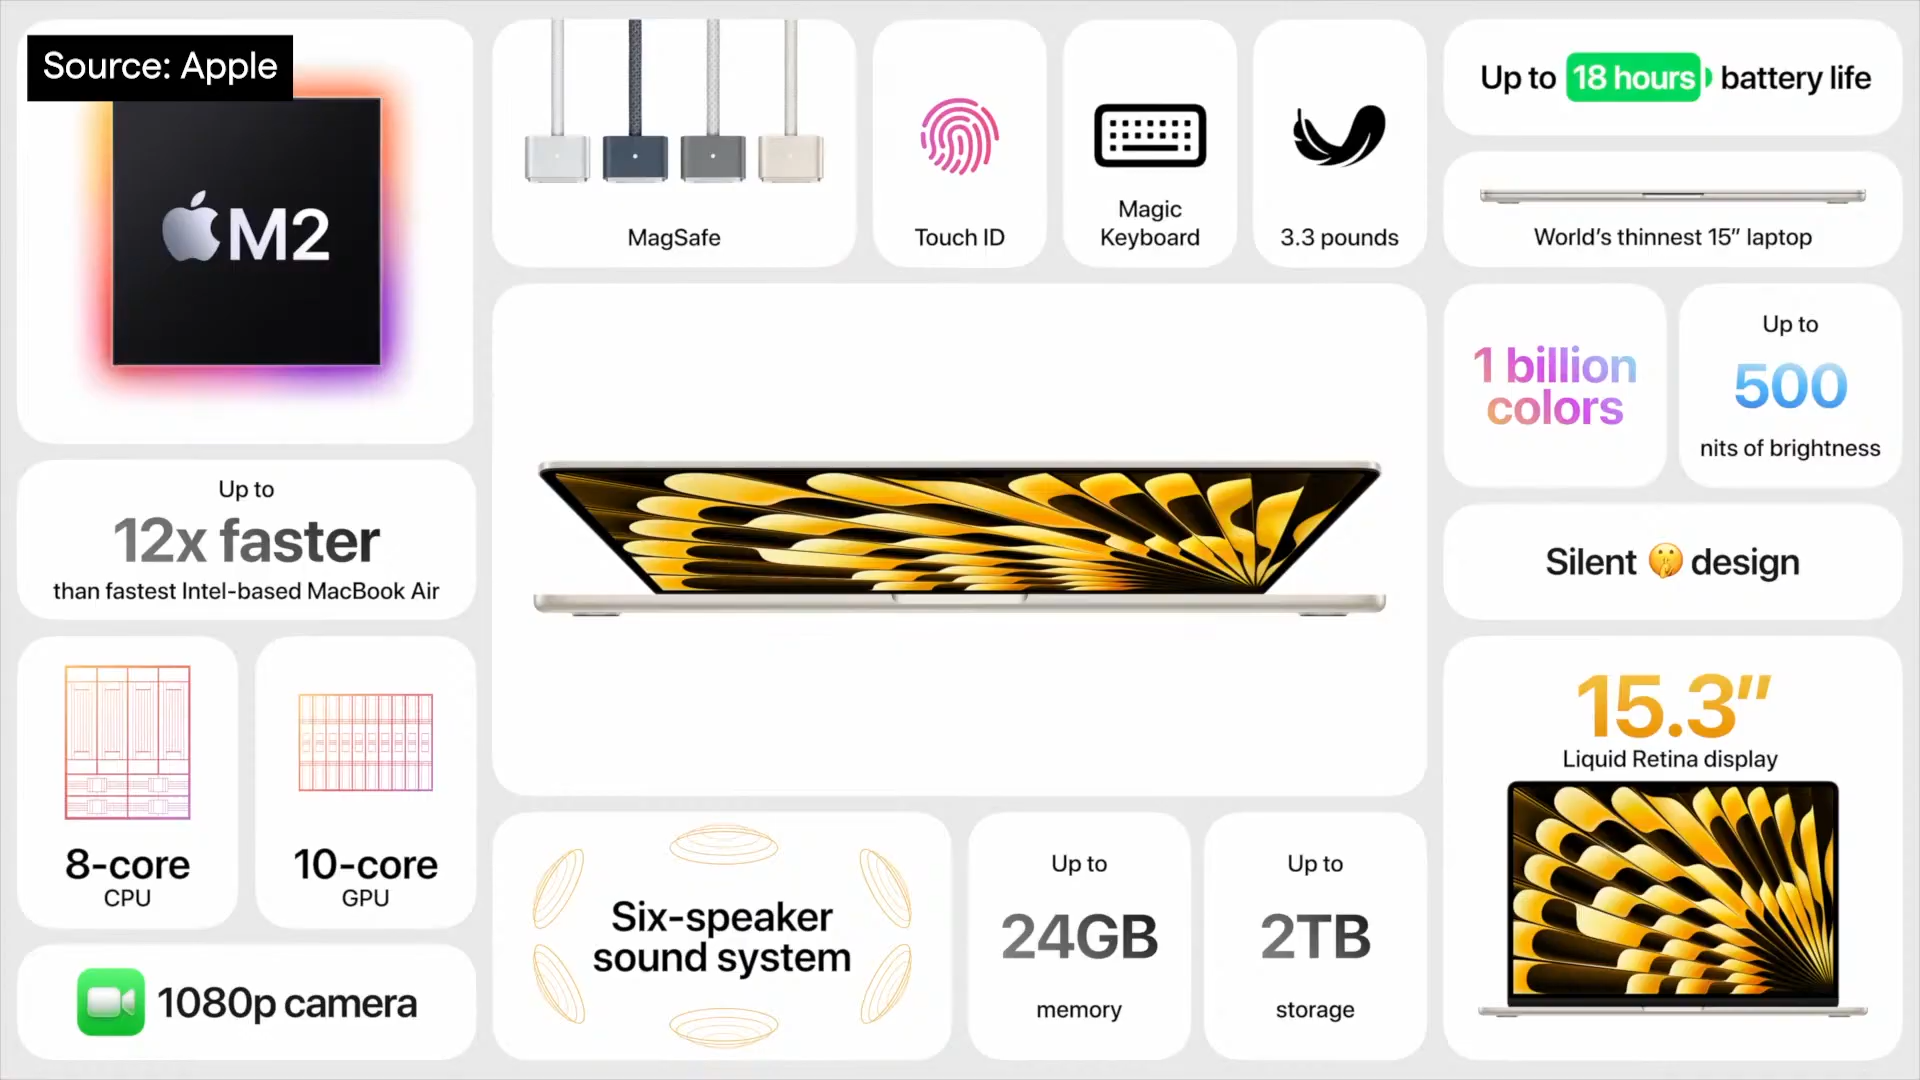 Source: Apple
M2
Up to
12x faster
than fastest Intel-based MacBook Air
8-core
CPU
10-core
GPU
1080p camera
MagSafe
Touch ID
Magic
Keyboard
3.3 pounds
Six-speaker
sound system
Up to
24GB
memory
Up to
2TB
storage
Up to 18 hours battery life
World’s thinnest 15” laptop
1 billion
colors
Up to
500
nits of brightness
Silent 🤫 design
15.3”
Liquid Retina display